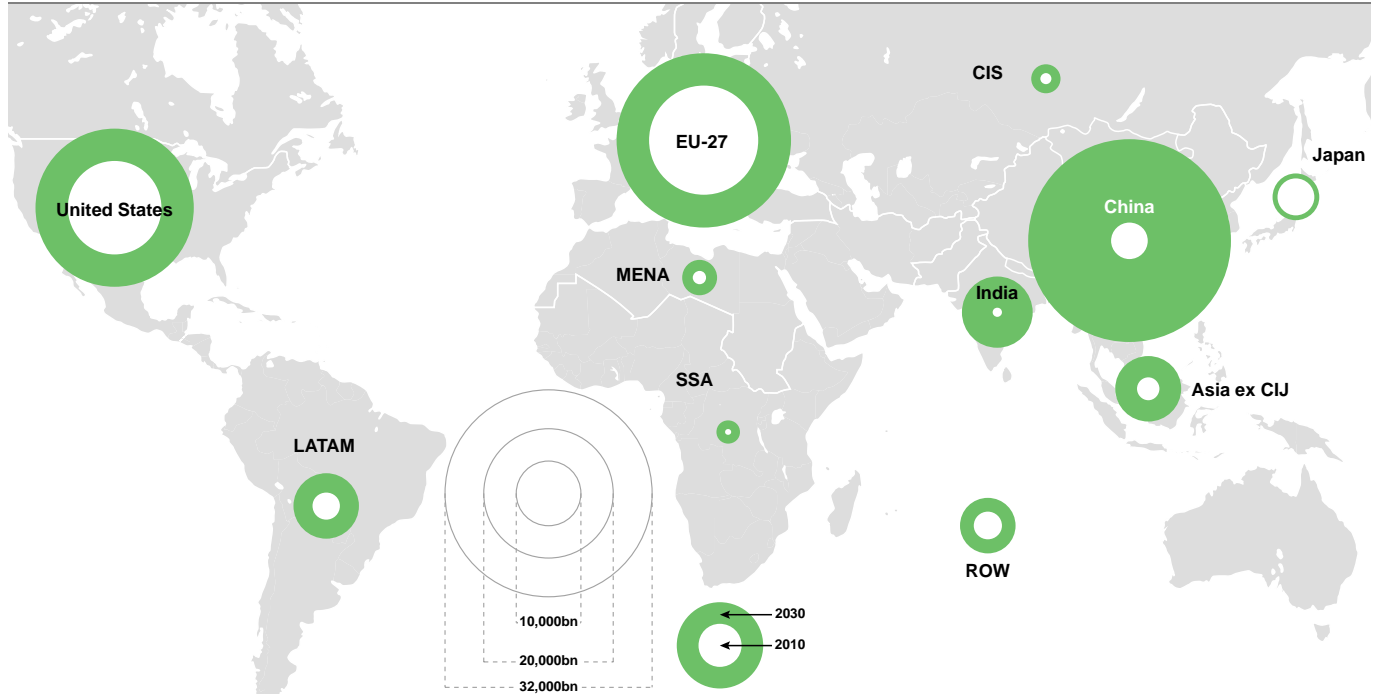 CIS
EU-27
Japan
United States
China
MENA
India
SSA
Asia ex CIJ
LATAM
ROW
10,000bn
20,000bn
32,000bn
2030
2010